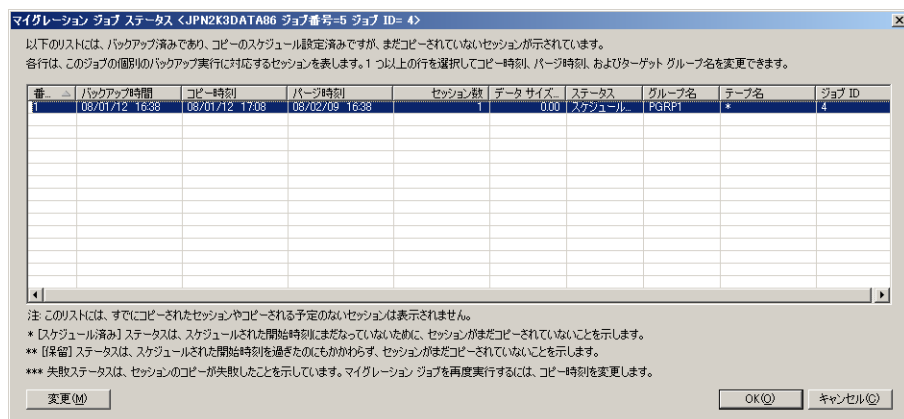 マイグレーション ジョブ ステータス <JPN2K3DATA86 ジョブ番号=5 ジョブ ID= 4>
以下のリストには、バックアップ済みであり、コピーのスケジュール設定済みですが、まだコピーされていないセッションが示されています。
各行は、このジョブの個別のバックアップ実行に対応するセッションを表します。1 つ以上の行を選択してコピー時刻、パージ時刻、およびターゲット グループ名を変更できます。
番... バックアップ時間 コピー時刻 パージ時刻 セッション数 データ サイズ... ステータス グループ名 テープ名 ジョブ ID
1 08/01/12 16:38 08/01/12 17:08 08/02/09 16:38 1 0.00 スケジュール... PGRP1 * 4
注: このリストには、すでにコピーされたセッションやコピーされる予定のないセッションは表示されません。
* [スケジュール済み] ステータスは、スケジュールされた開始時刻にまだなっていないために、セッションがまだコピーされていないことを示します。
** [保留] ステータスは、スケジュールされた開始時刻を過ぎたのにもかかわらず、セッションがまだコピーされていないことを示します。
*** 失敗ステータスは、セッションのコピーが失敗したことを示しています。マイグレーション ジョブを再度実行するには、コピー時刻を変更します。
変更(M) OK(O) キャンセル(C)